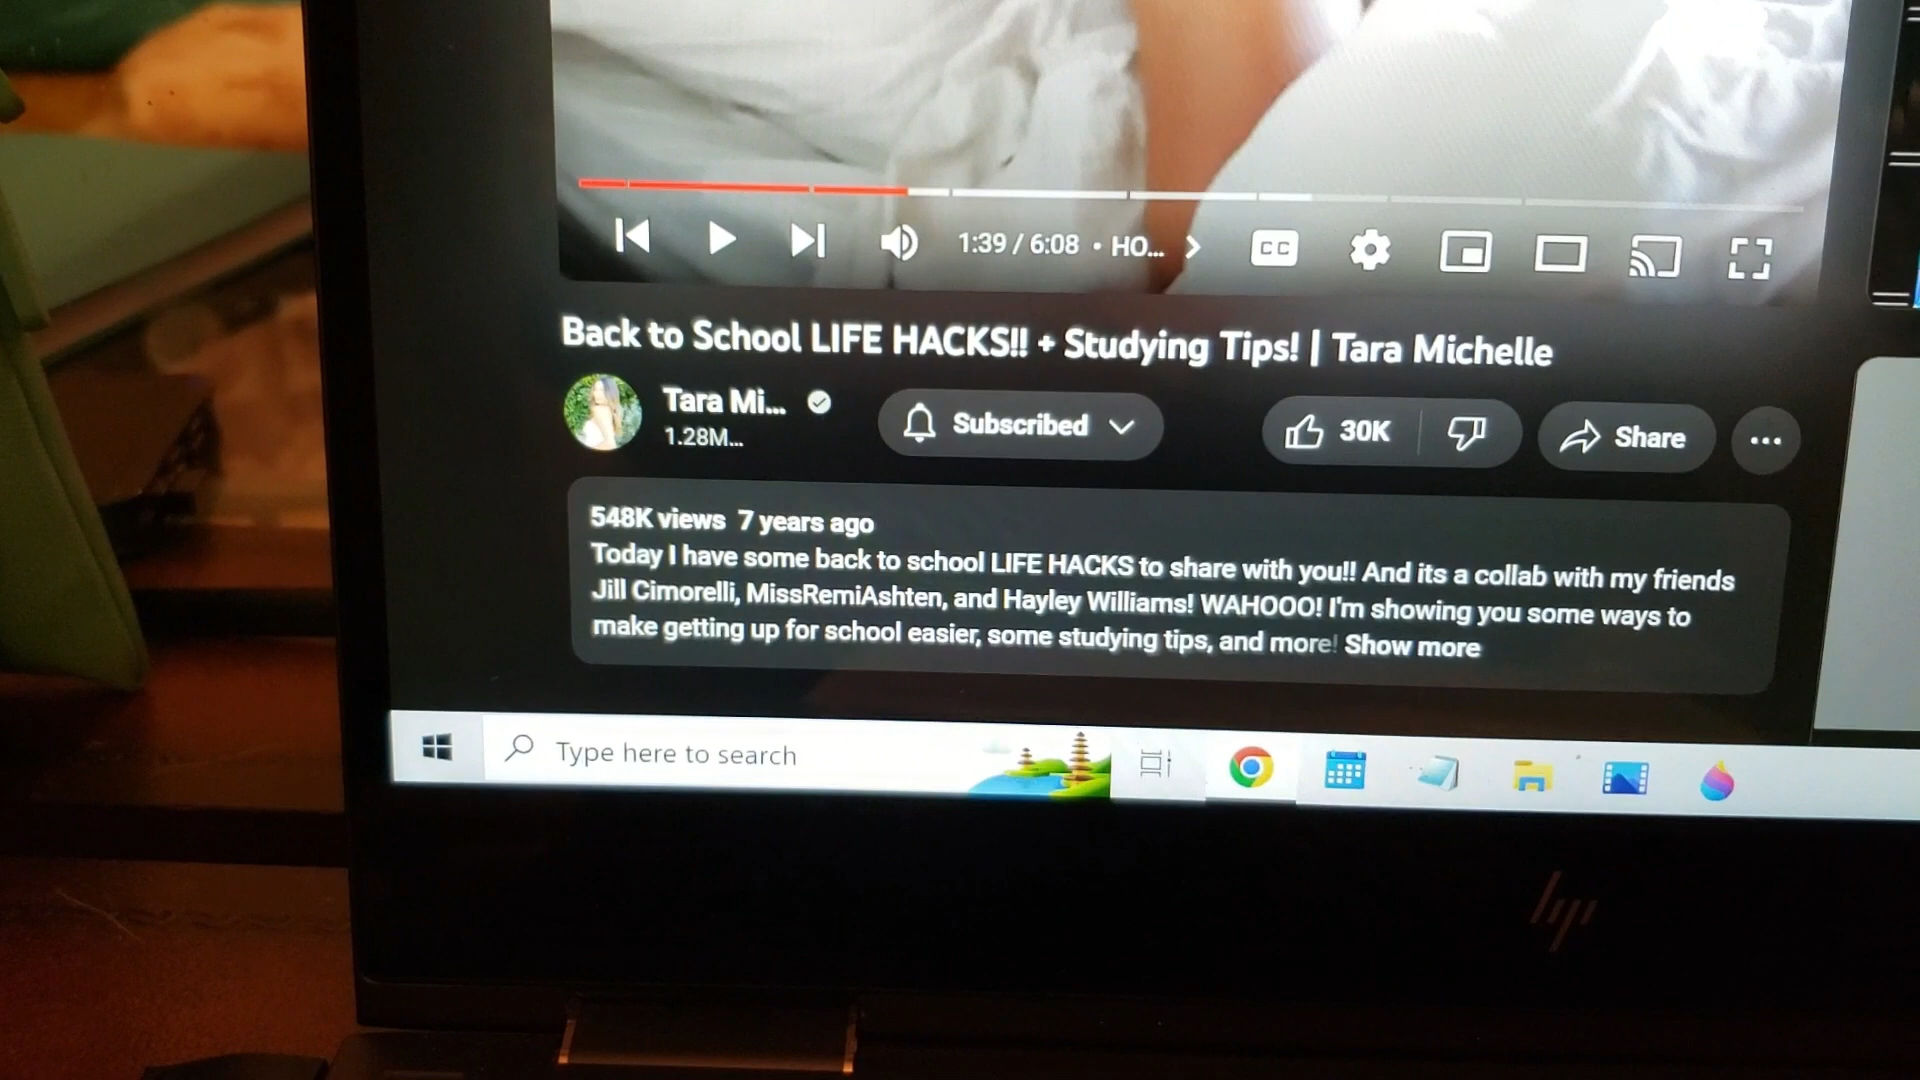 1:39 / 6:08 • HO...
CC
Back to School LIFE HACKS!! + Studying Tips! | Tara Michelle
Tara Mi...
1.28M...
Subscribed
30K
Share
548K views 7 years ago
Today I have some back to school LIFE HACKS to share with you!! And its a collab with my friends
Jill Cimorelli, MissRemiAshten, and Hayley Williams! WAHOOO! I'm showing you some ways to
make getting up for school easier, some studying tips, and more! Show more
Type here to search
hp